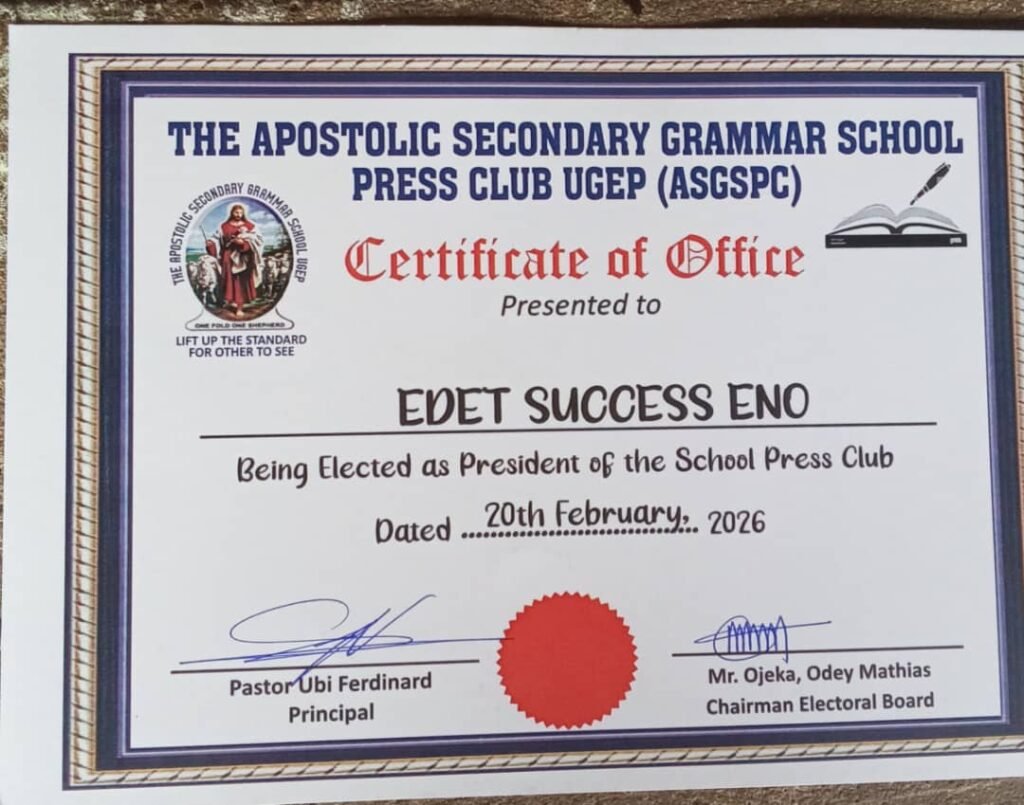 THE APOSTOLIC SECONDARY GRAMMAR SCHOOL
PRESS CLUB UGEP (ASGSPC)
THE APOSTOLIC SECONDARY GRAMMAR SCHOOL UGEP
ONE FOLD ONE SHEPHERD
LIFT UP THE STANDARD
FOR OTHER TO SEE
Certificate of Office
Presented to
EDET SUCCESS ENO
Being Elected as President of the School Press Club
Dated 20th February, 2026
Pastor Ubi Ferdinard
Principal
Mr. Ojeka, Odey Mathias
Chairman Electoral Board